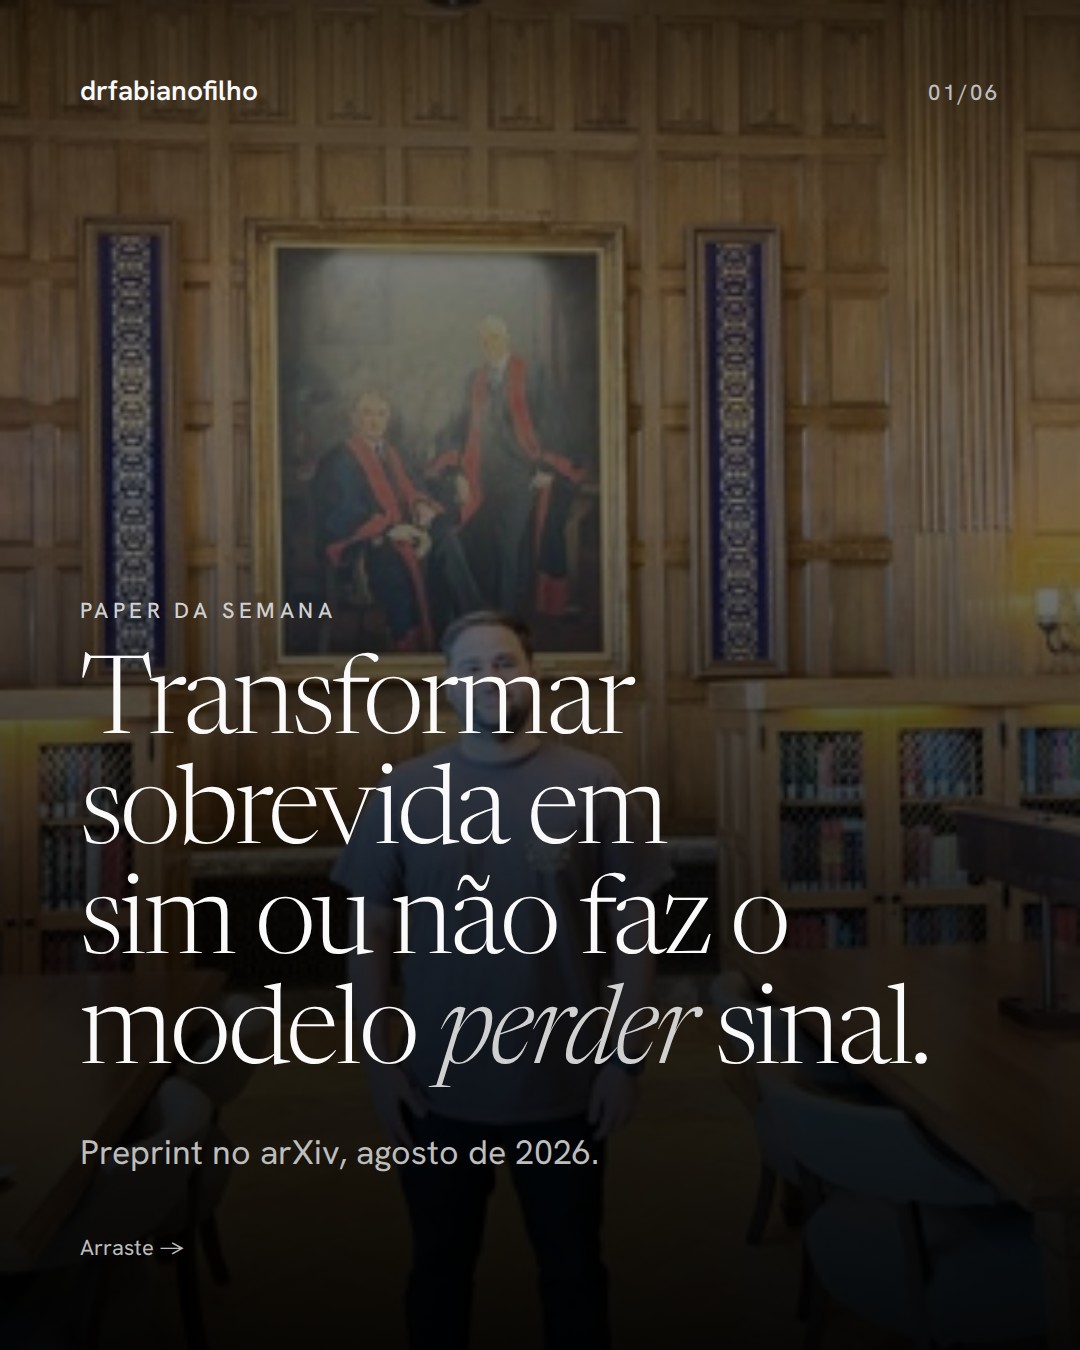 drfabianofilho
01/06
PAPER DA SEMANA
Transformar
sobrevida em
sim ou não faz o
modelo perder sinal.
Preprint no arXiv, agosto de 2026.
Arraste →